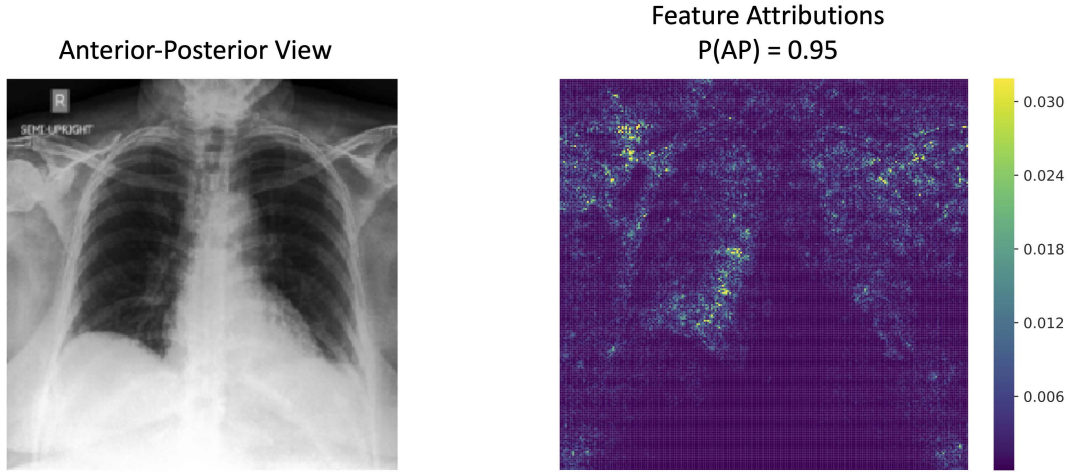 Anterior-Posterior View
R
SEMI-UPRIGHT
Feature Attributions
P(AP) = 0.95
0.030
0.024
0.018
0.012
0.006